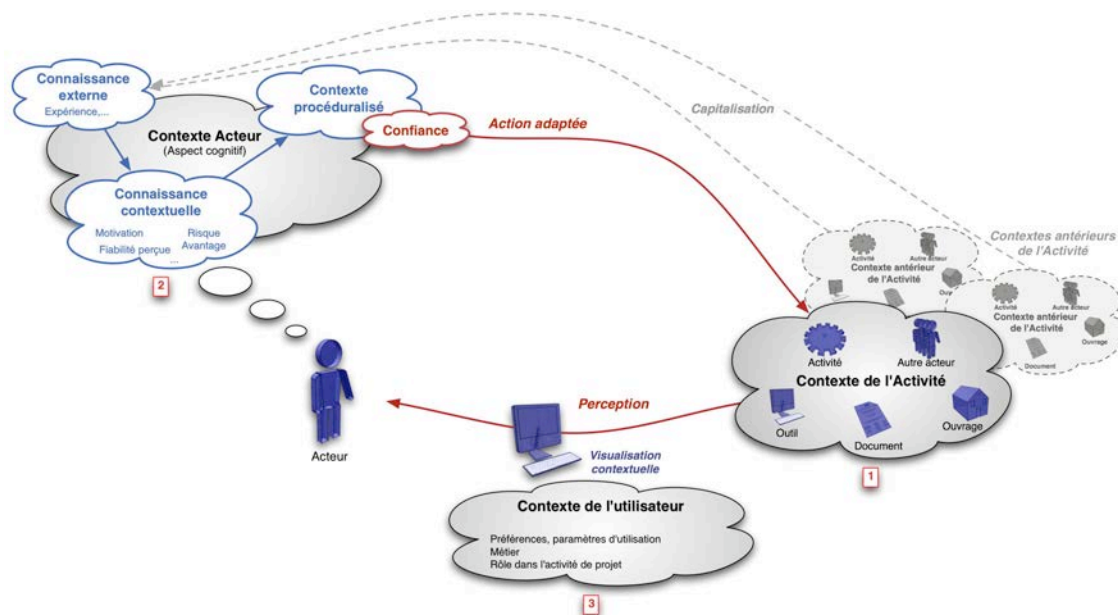 Connaissance
externe
Expérience,...
Contexte
procéduralisé
Confiance
Action adaptée
Capitalisation
Contexte Acteur
(Aspect cognitif)
Connaissance
contextuelle
Motivation
Risque
Fiabilité perçue
Avantage
...
2
Contextes antérieurs
de l'Activité
Activité
Autre acteur
Contexte antérieur
de l'Activité
Activité
Autre acteur
Contexte antérieur
de l'Activité
Ouvrage
Document
Activité
Autre acteur
Contexte de l'Activité
Outil
Document
Ouvrage
1
Perception
Acteur
Visualisation
contextuelle
Contexte de l'utilisateur
Préférences, paramètres d'utilisation
Métier
Rôle dans l'activité de projet
3